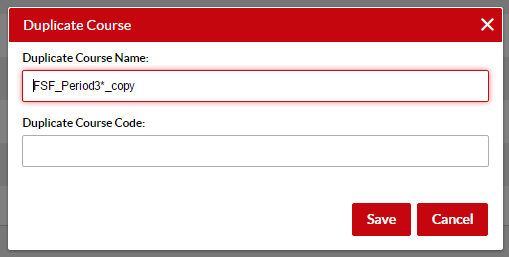 Duplicate Course
Duplicate Course Name:
FSF_Period3*_copy
Duplicate Course Code:
Save Cancel